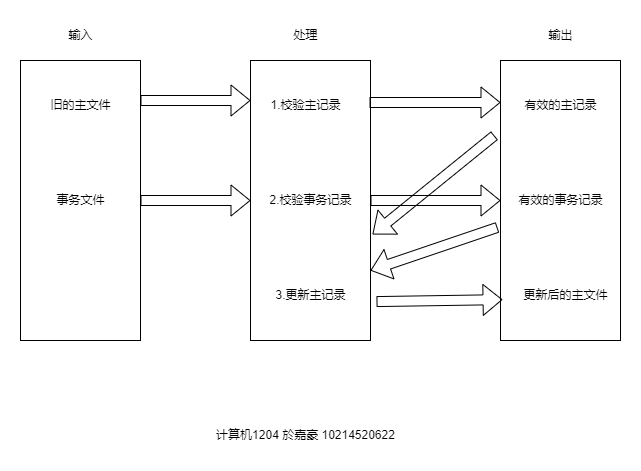 输入 处理 输出
旧的主文件 1.校验主记录 有效的主记录
事务文件 2.校验事务记录 有效的事务记录
3.更新主记录 更新后的主文件
计算机1204 於嘉豪 10214520622